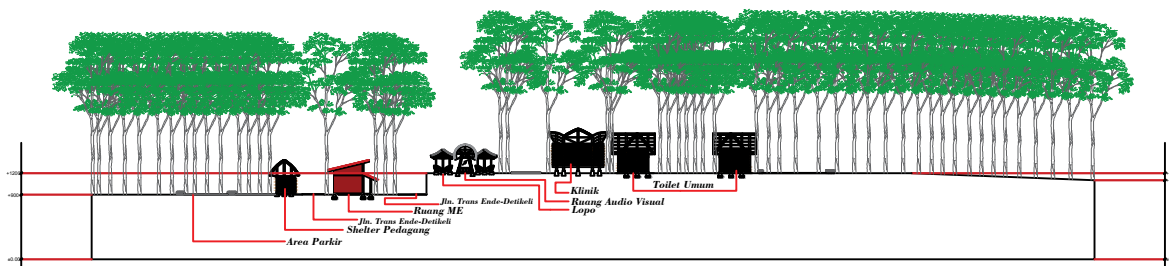 Klinik
Toilet Umum
Ruang Audio Visual
Jln. Trans Ende-Detikeli
Lopo
Ruang ME
Jln. Trans Ende-Detikeli
Shelter Pedagang
Area Parkir